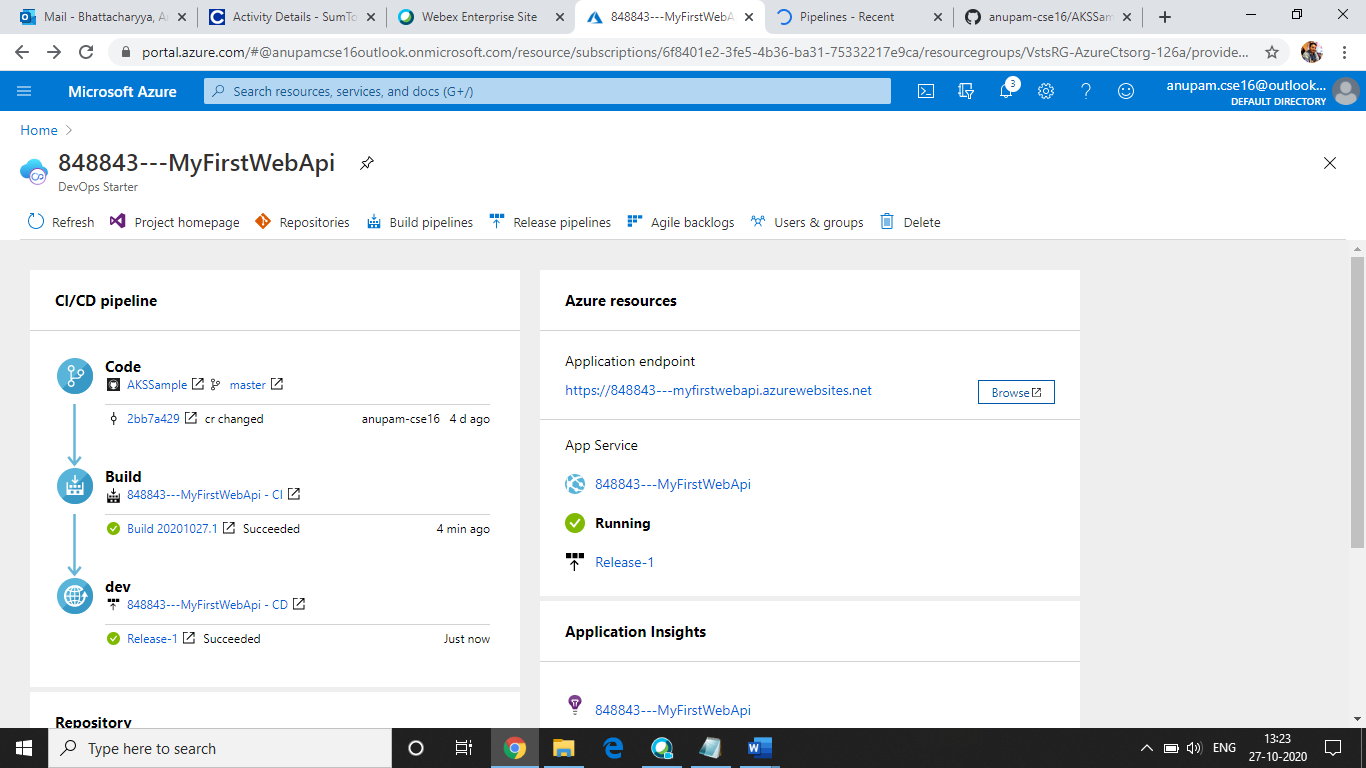 Mail - Bhattacharyya, An
Activity Details - SumTo
Webex Enterprise Site
848843---MyFirstWebA
Pipelines - Recent
anupam-cse16/AKSSam
portal.azure.com/#@anupamcse16outlook.onmicrosoft.com/resource/subscriptions/6f8401e2-3fe5-4b36-ba31-75332217e9ca/resourcegroups/VstsRG-AzureCtsorg-126a/provide...
Microsoft Azure
Search resources, services, and docs (G+/)
3
anupam.cse16@outlook...
DEFAULT DIRECTORY
Home
848843---MyFirstWebApi
DevOps Starter
Refresh Project homepage Repositories Build pipelines Release pipelines Agile backlogs Users & groups Delete
CI/CD pipeline
Code
AKSSample master
2bb7a429 cr changed anupam-cse16 4 d ago
Build
848843---MyFirstWebApi - CI
Build 20201027.1 Succeeded 4 min ago
dev
848843---MyFirstWebApi - CD
Release-1 Succeeded Just now
Repository
Azure resources
Application endpoint
https://848843---myfirstwebapi.azurewebsites.net Browse
App Service
848843---MyFirstWebApi
Running
Release-1
Application Insights
848843---MyFirstWebApi
Type here to search
ENG
13:23
27-10-2020